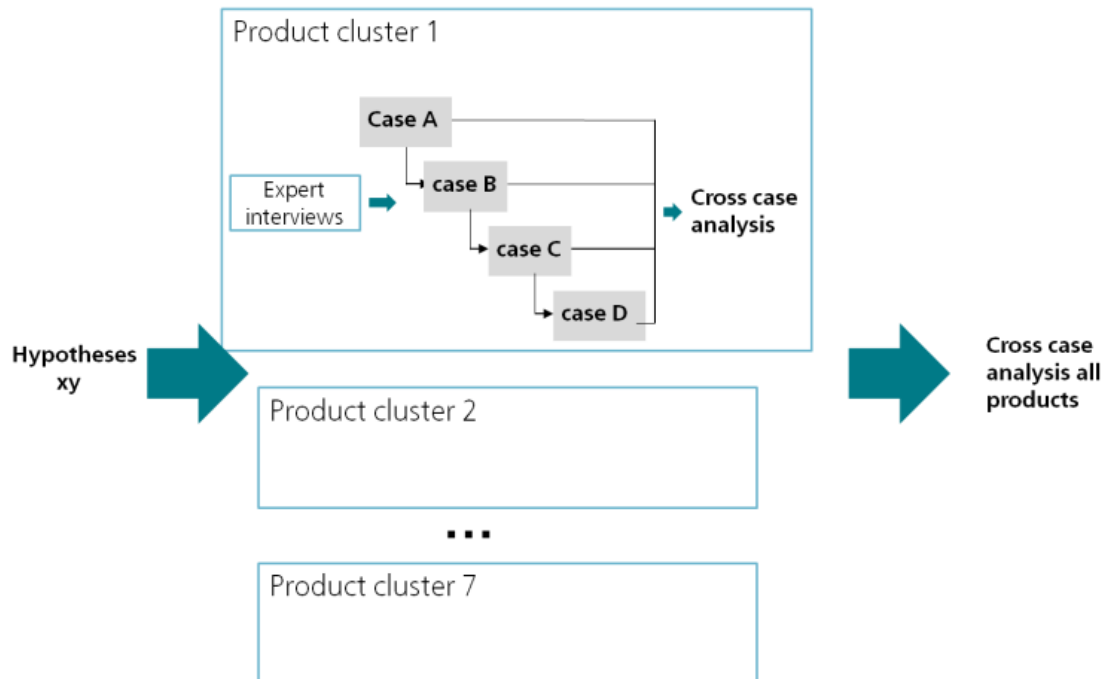 Product cluster 1
Case A
case B
Expert
interviews
Cross case
analysis
case C
case D
Hypotheses
xy
Cross case
analysis all
products
Product cluster 2
...
Product cluster 7